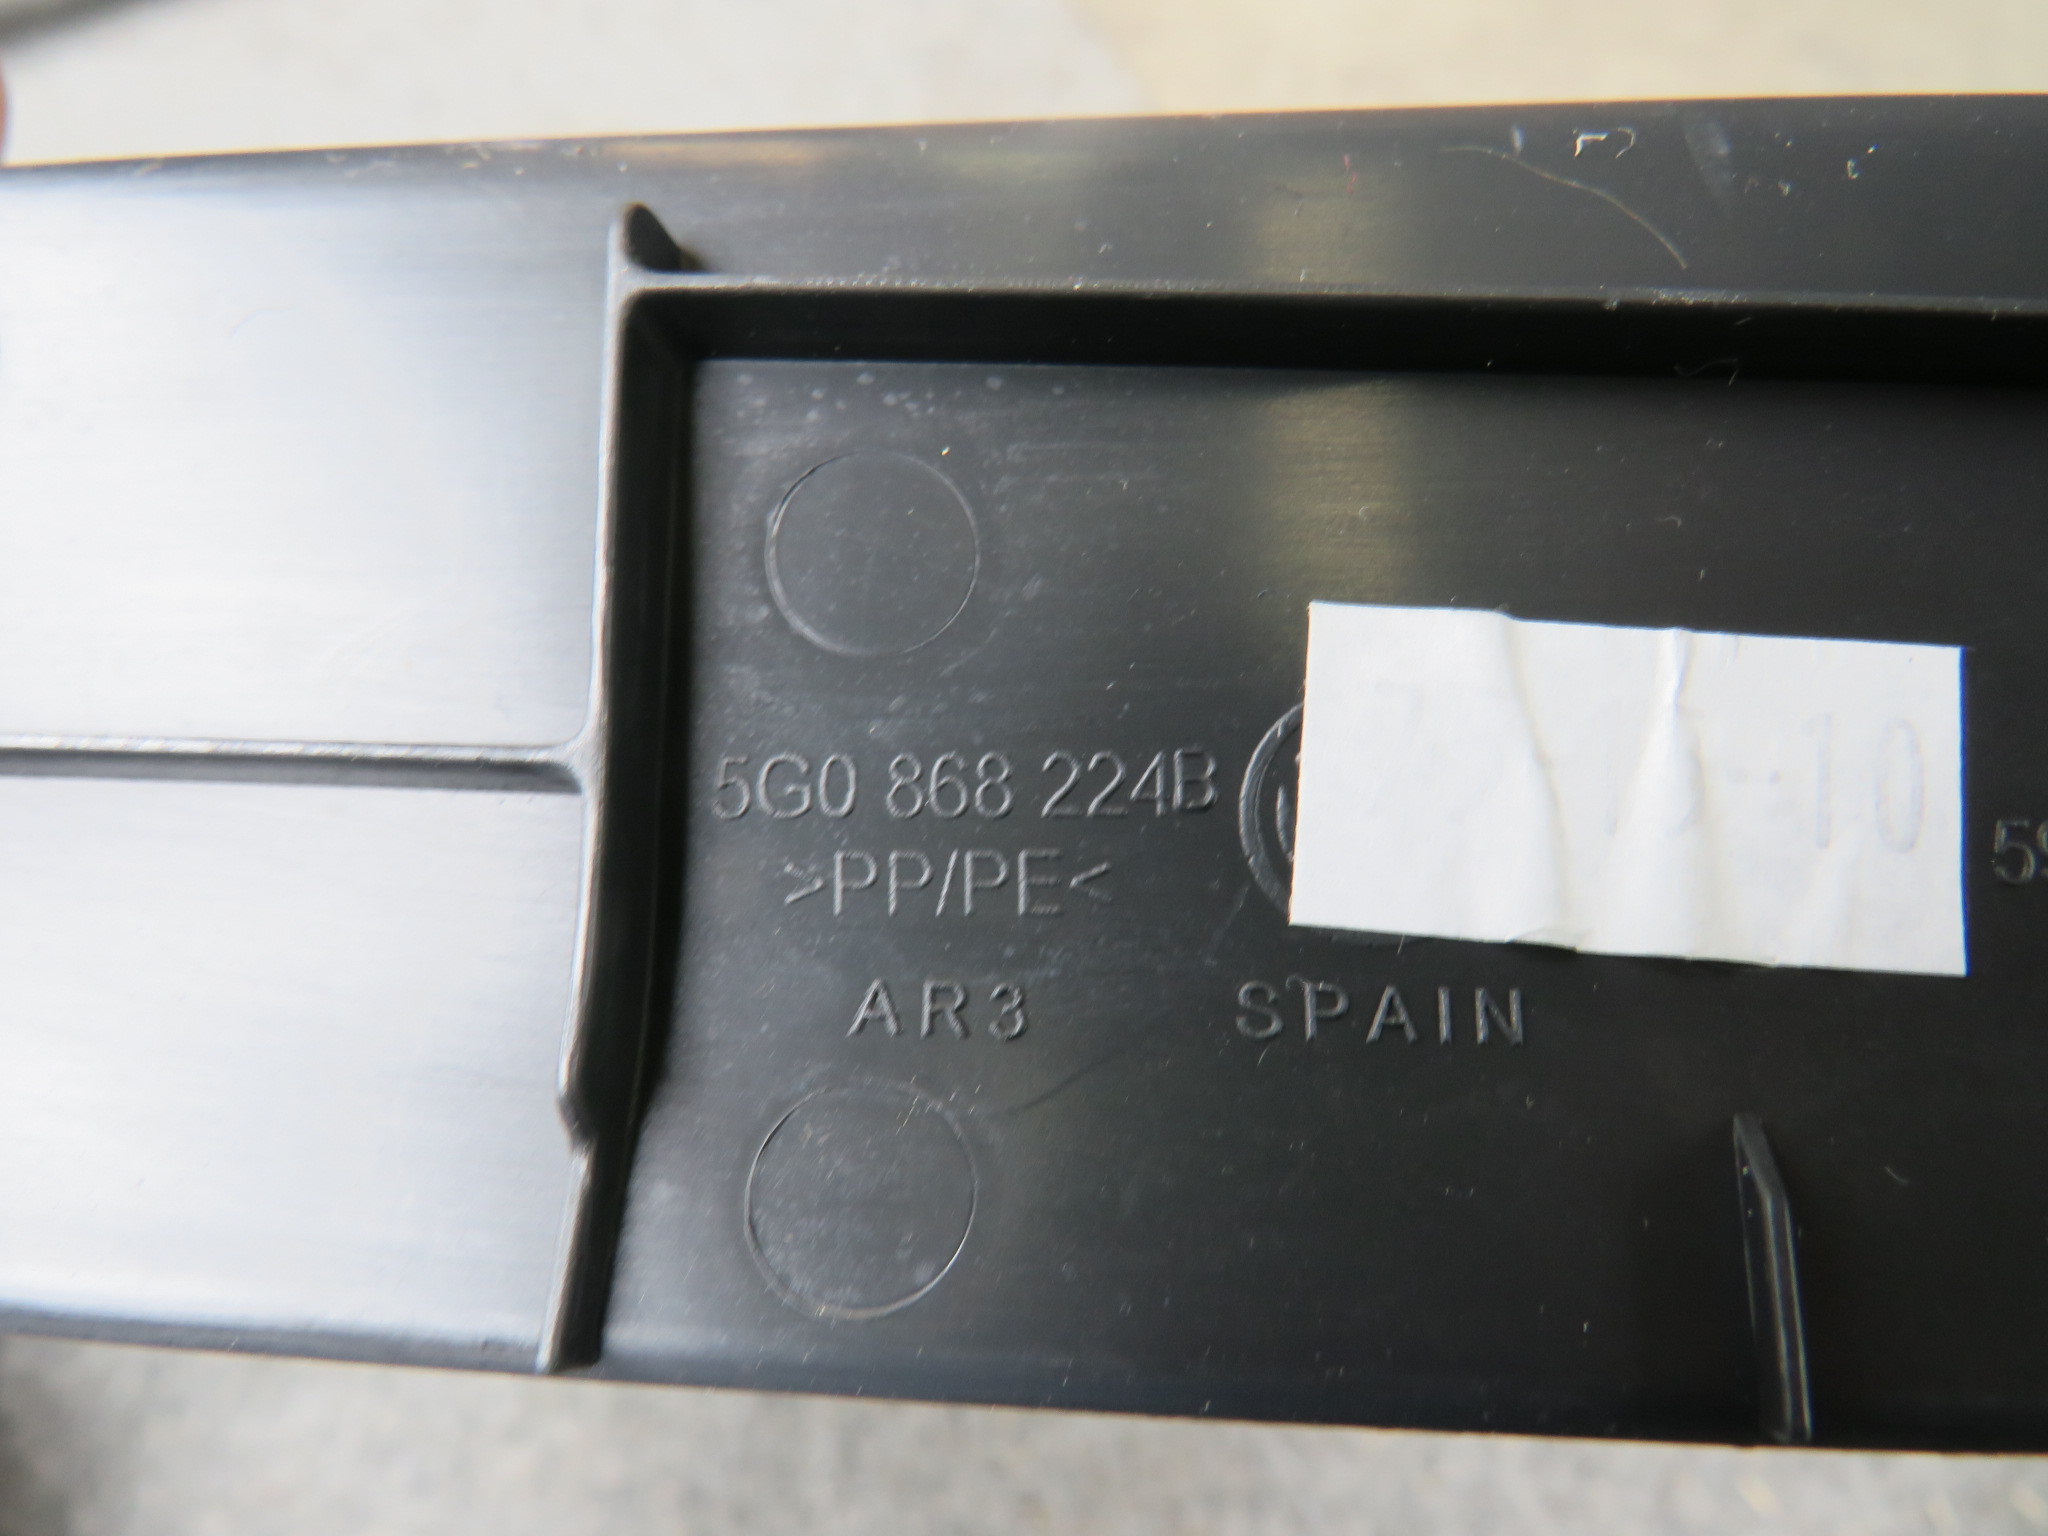 5G0 868 224B
>PP/PE<
AR3 SPAIN